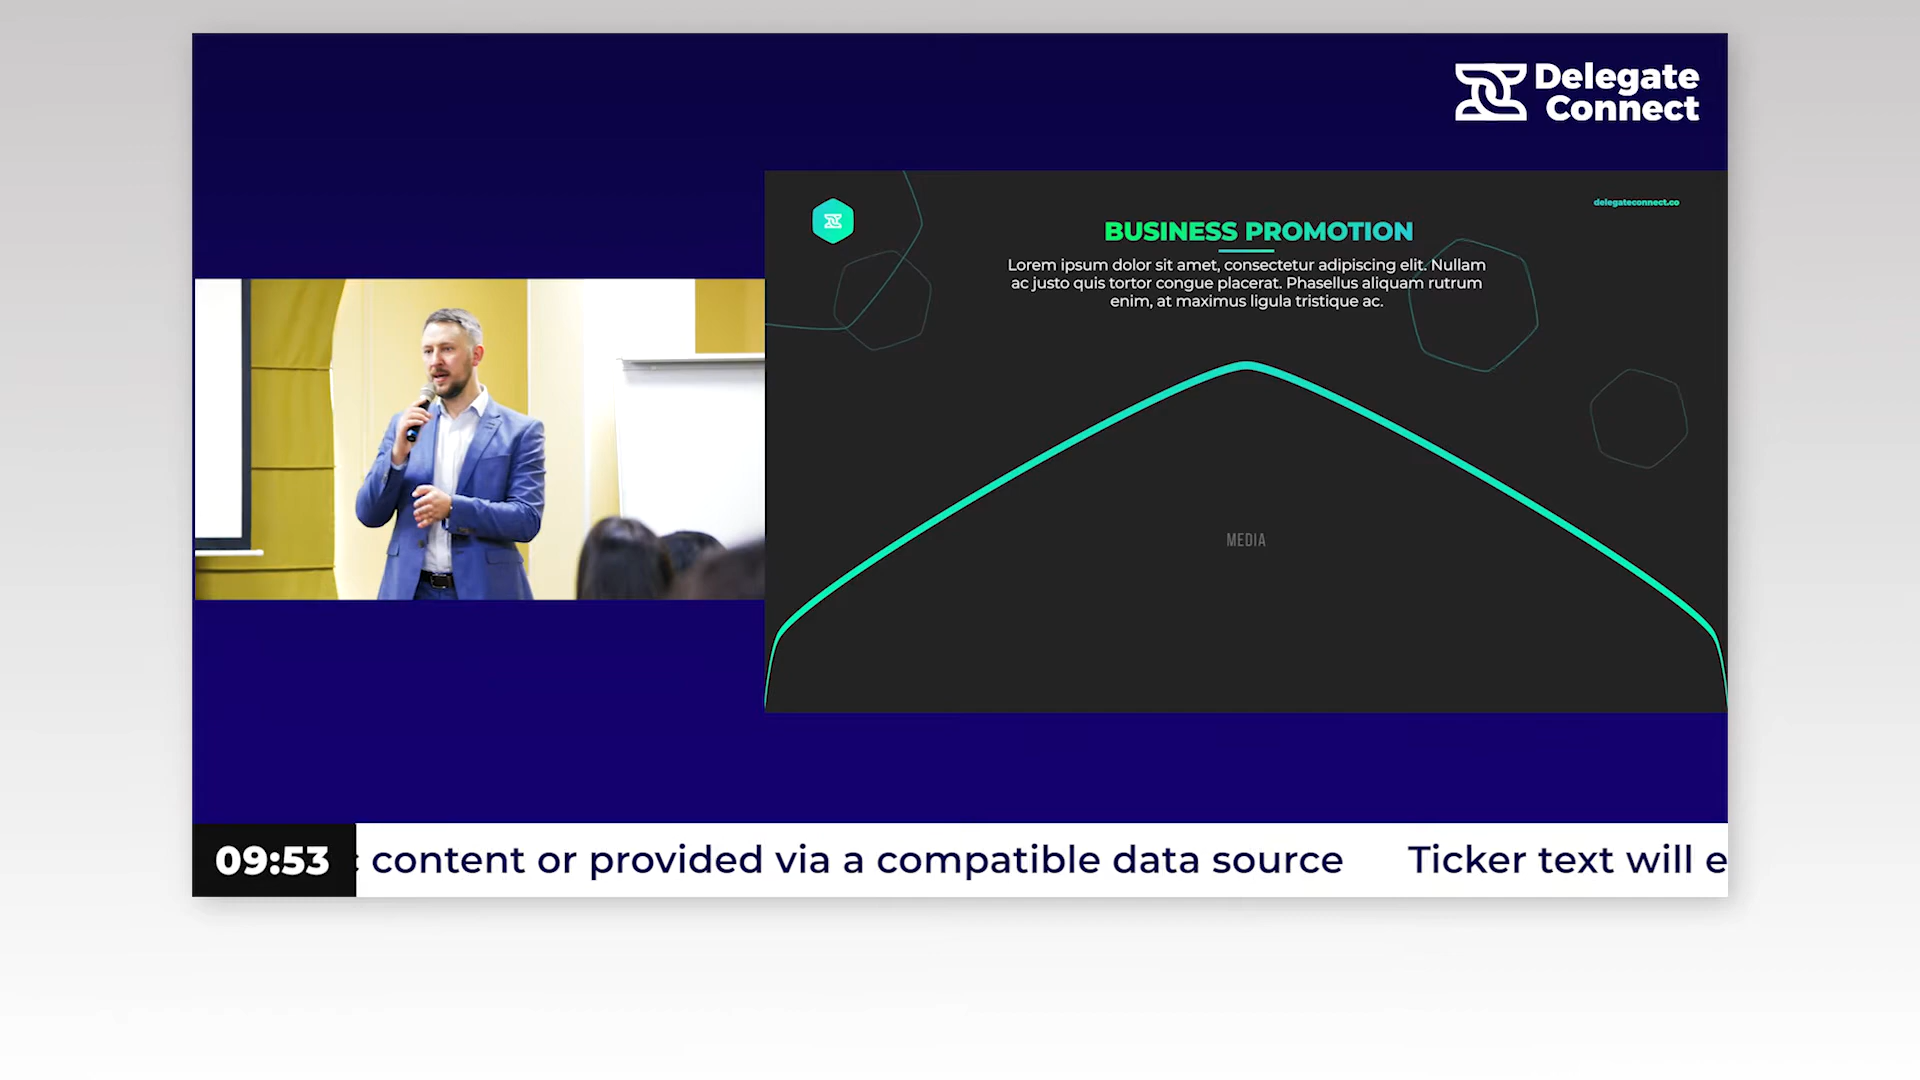 Delegate
Connect
delegateconnect.co
BUSINESS PROMOTION
Lorem ipsum dolor sit amet, consectetur adipiscing elit. Nullam
ac justo quis tortor congue placerat. Phasellus aliquam rutrum
enim, at maximus ligula tristique ac.
MEDIA
09:53
content or provided via a compatible data source Ticker text will e